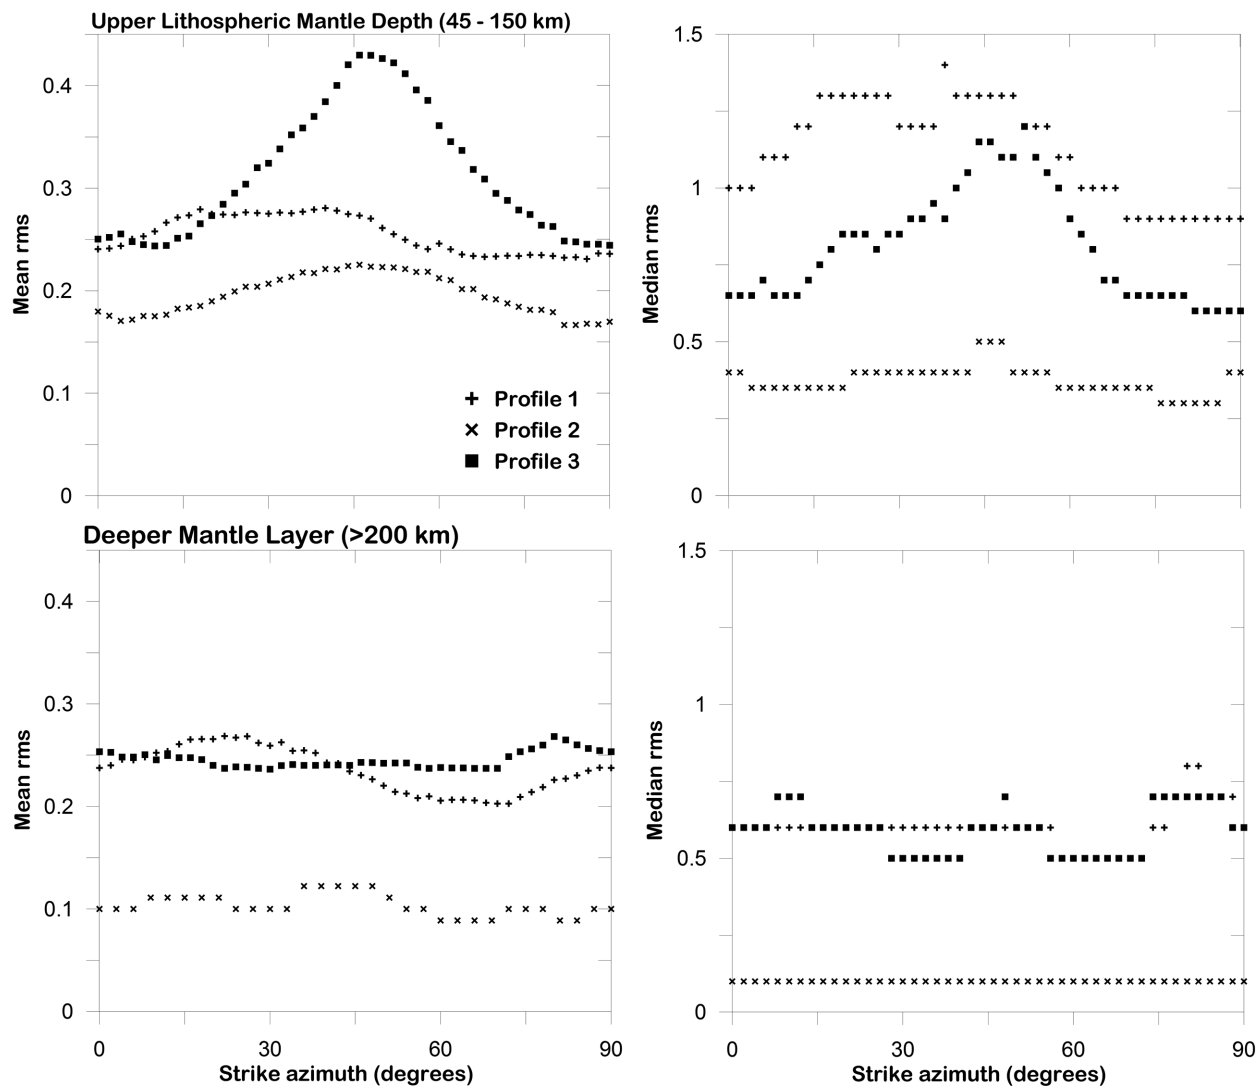 Upper Lithospheric Mantle Depth (45 - 150 km)
0.4
0.3
0.2
0.1
0
Mean rms
Profile 1
Profile 2
Profile 3
1.5
1
0.5
0
Median rms
Deeper Mantle Layer (>200 km)
0.4
0.3
0.2
0.1
0
Mean rms
0 30 60 90
Strike azimuth (degrees)
1.5
1
0.5
0
Median rms
0 30 60 90
Strike azimuth (degrees)